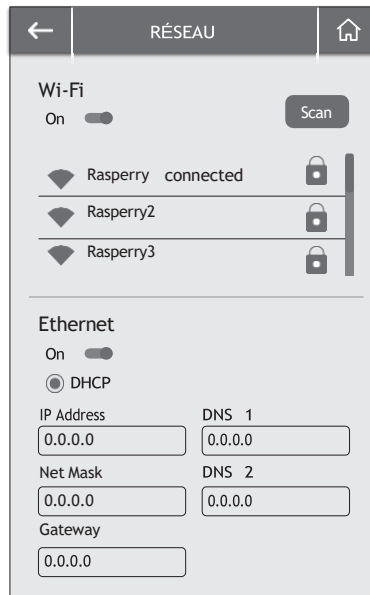 RÉSEAU
Wi-Fi
On
Scan
Rasperry connected
Rasperry2
Rasperry3
Ethernet
On
DHCP
IP Address
DNS 1
0.0.0.0
0.0.0.0
Net Mask
DNS 2
0.0.0.0
0.0.0.0
Gateway
0.0.0.0